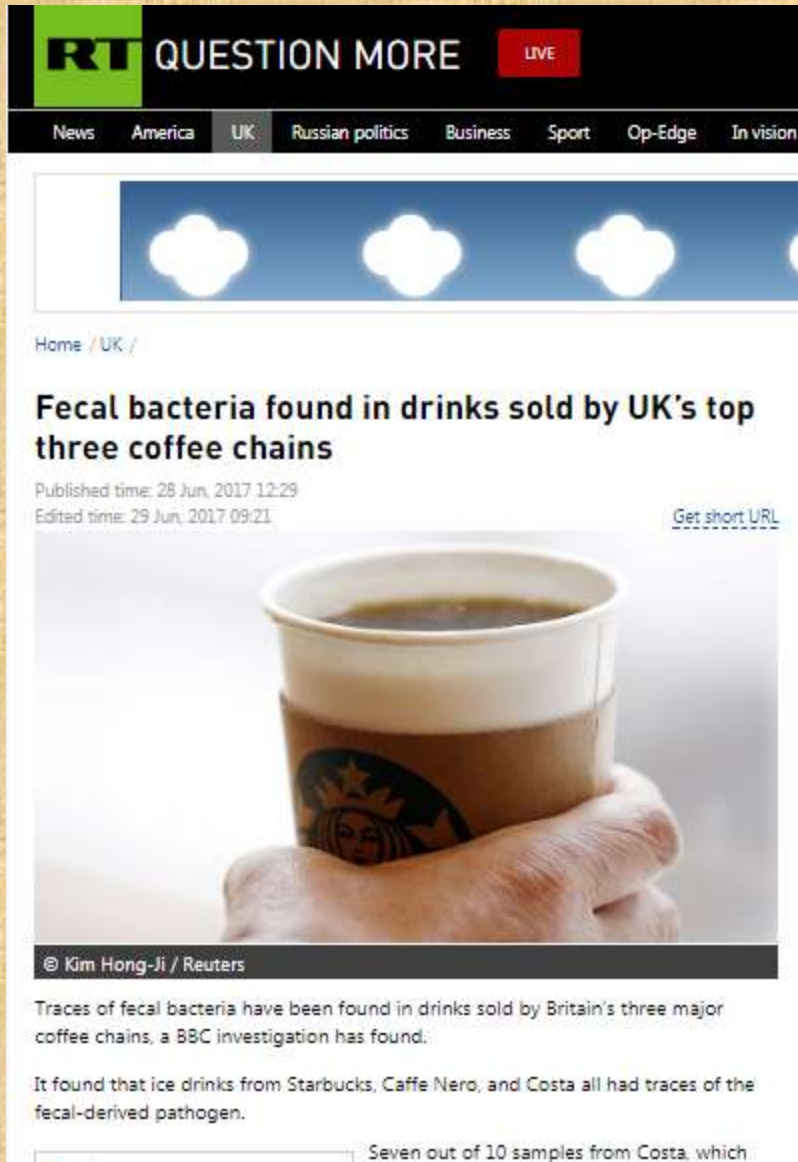 RT QUESTION MORE LIVE
News America UK Russian politics Business Sport Op-Edge In vision
Home / UK /
Fecal bacteria found in drinks sold by UK's top
three coffee chains
Published time: 28 Jun, 2017 12:29
Edited time: 29 Jun, 2017 09:21
Get short URL
© Kim Hong-Ji / Reuters
Traces of fecal bacteria have been found in drinks sold by Britain's three major
coffee chains, a BBC investigation has found.
It found that ice drinks from Starbucks, Caffe Nero, and Costa all had traces of the
fecal-derived pathogen.
Seven out of 10 samples from Costa, which